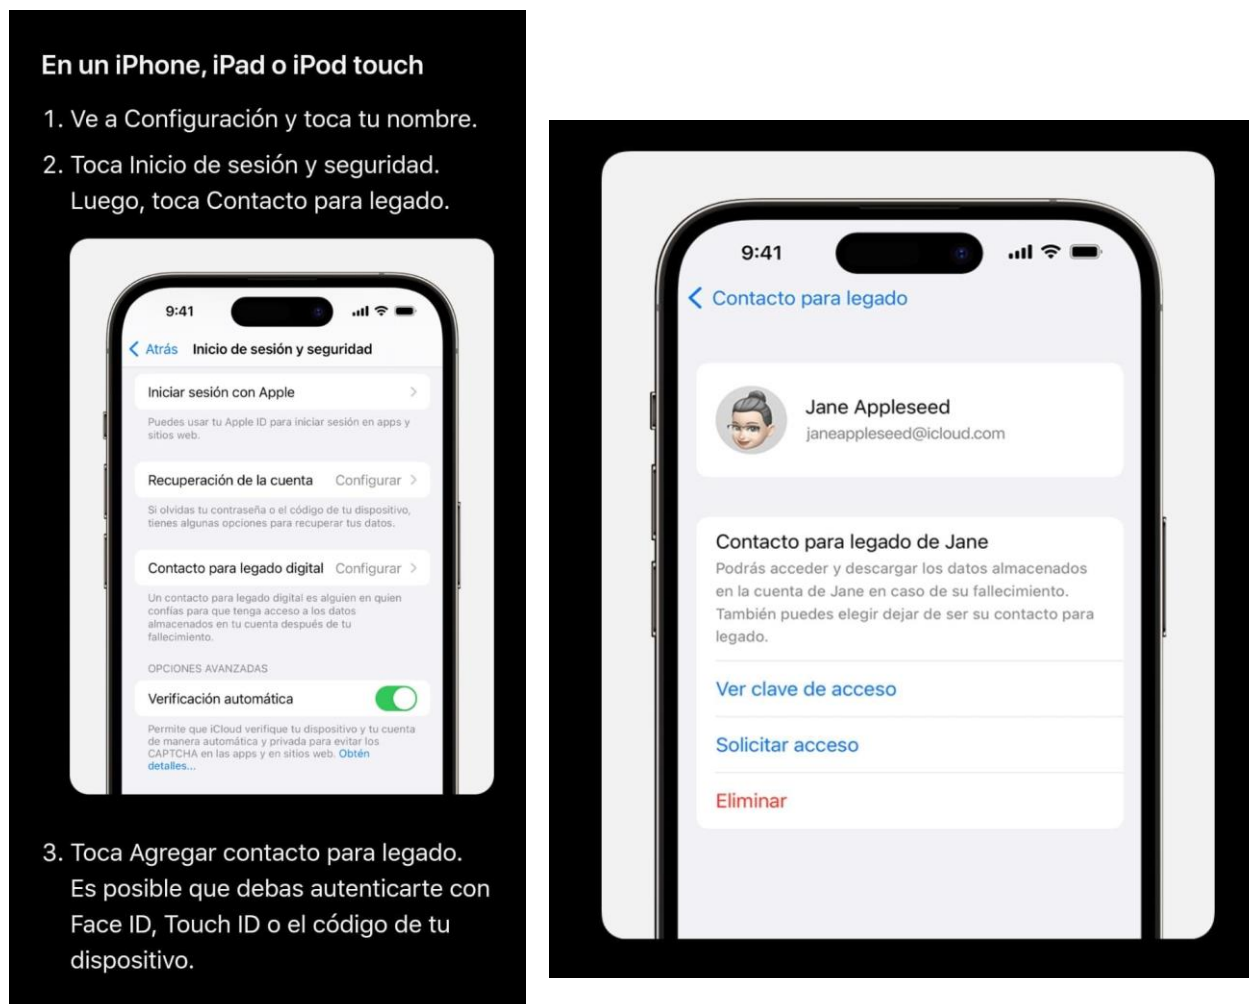 En un iPhone, iPad o iPod touch
1. Ve a Configuración y toca tu nombre.
2. Toca Inicio de sesión y seguridad.
Luego, toca Contacto para legado.
9:41
Atrás Inicio de sesión y seguridad
Iniciar sesión con Apple
Puedes usar tu Apple ID para iniciar sesión en apps y
sitios web.
Recuperación de la cuenta Configurar
Si olvidas tu contraseña o el código de tu dispositivo,
tienes algunas opciones para recuperar tus datos.
Contacto para legado digital Configurar
Un contacto para legado digital es alguien en quien
confías para que tenga acceso a los datos
almacenados en tu cuenta después de tu
fallecimiento.
OPCIONES AVANZADAS
Verificación automática
Permite que iCloud verifique tu dispositivo y tu cuenta
de manera automática y privada para evitar los
CAPTCHA en las apps y en sitios web. Obtén
detalles...
3. Toca Agregar contacto para legado.
Es posible que debas autenticarte con
Face ID, Touch ID o el código de tu
dispositivo.
9:41
Contacto para legado
Jane Appleseed
janeappleseed@icloud.com
Contacto para legado de Jane
Podrás acceder y descargar los datos almacenados
en la cuenta de Jane en caso de su fallecimiento.
También puedes elegir dejar de ser su contacto para
legado.
Ver clave de acceso
Solicitar acceso
Eliminar